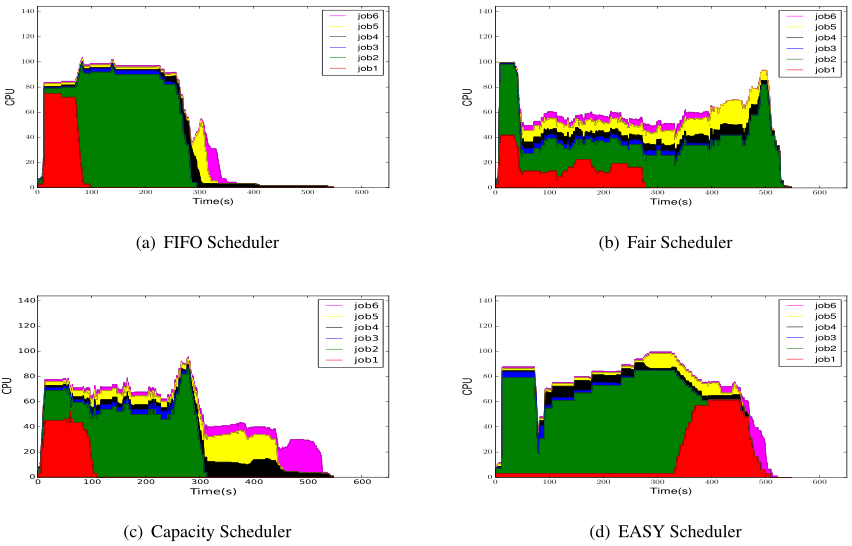 140
120
100
80
60
40
20
0
CPU
job6
job5
job4
job3
job2
job1
0 100 200 300 400 500 600
Time(s)
(a) FIFO Scheduler
140
120
100
80
60
40
20
0
CPU
job6
job5
job4
job3
job2
job1
0 100 200 300 400 500 600
Time(s)
(b) Fair Scheduler
140
120
100
80
60
40
20
0
CPU
job6
job5
job4
job3
job2
job1
0 100 200 300 400 500 600
Time(s)
(c) Capacity Scheduler
140
120
100
80
60
40
20
0
CPU
job6
job5
job4
job3
job2
job1
0 100 200 300 400 500 600
Time(s)
(d) EASY Scheduler